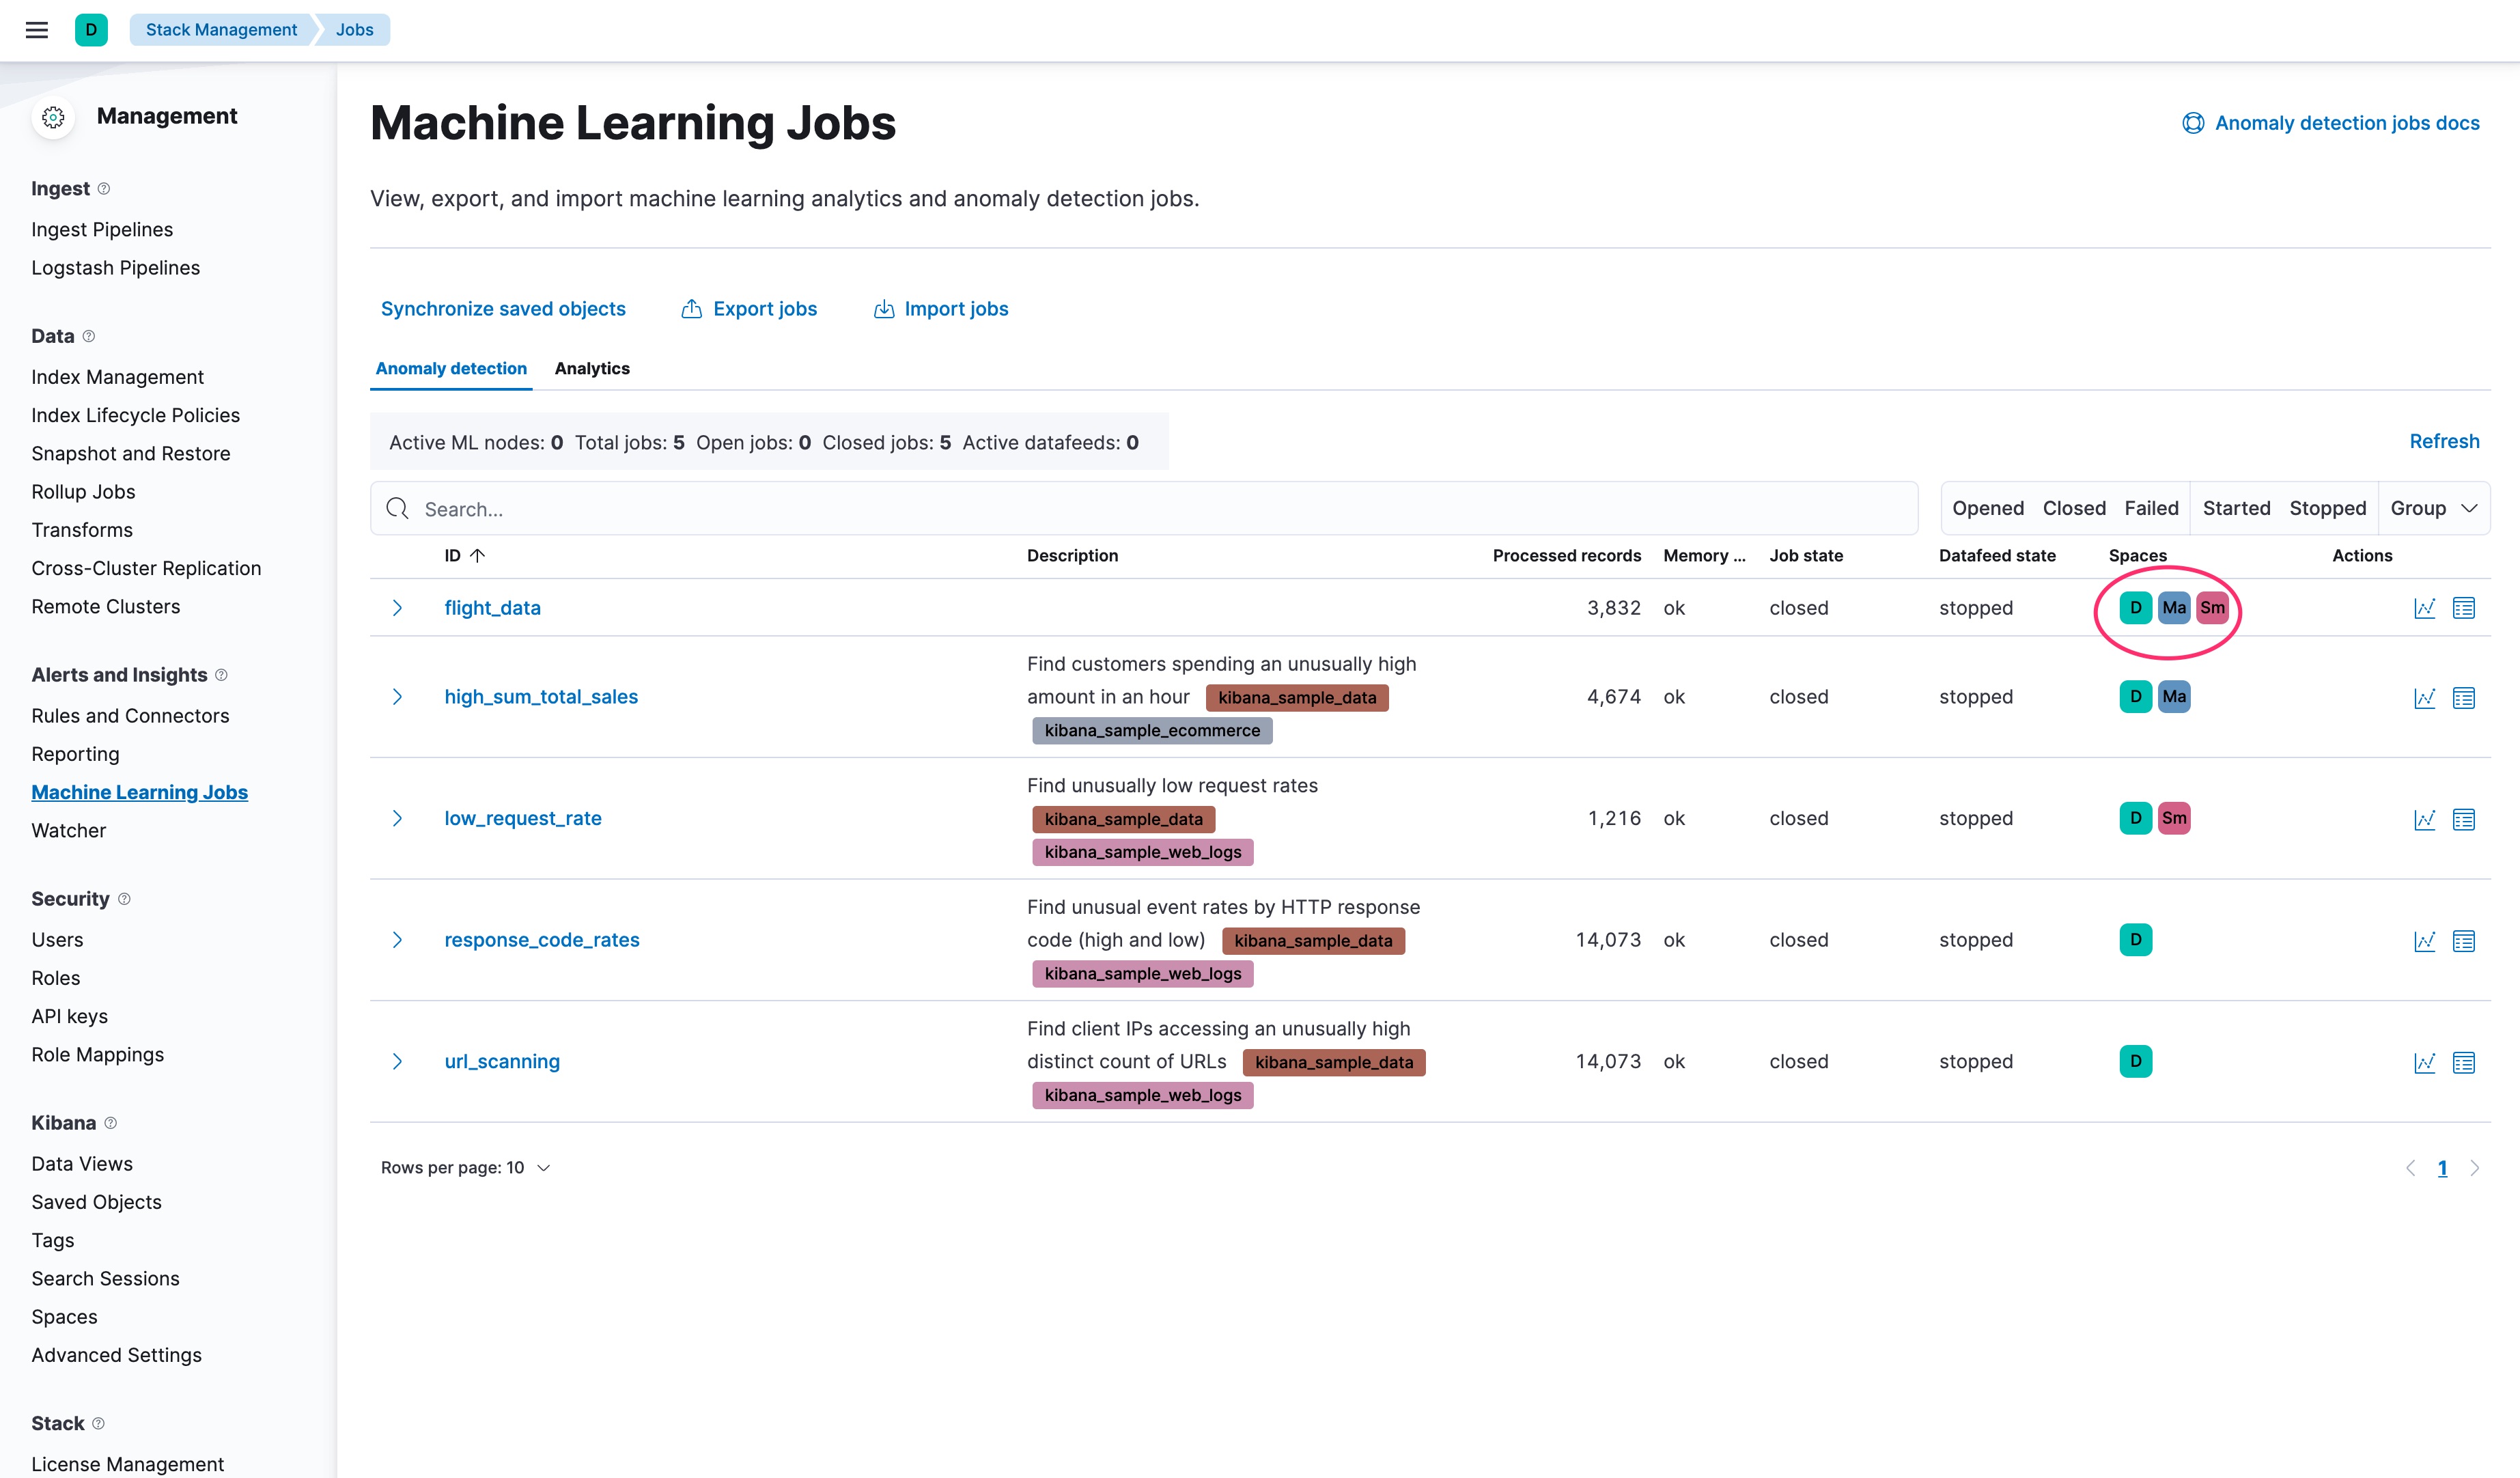 D Stack Management Jobs
Management
Ingest
Ingest Pipelines
Logstash Pipelines
Data
Index Management
Index Lifecycle Policies
Snapshot and Restore
Rollup Jobs
Transforms
Cross-Cluster Replication
Remote Clusters
Alerts and Insights
Rules and Connectors
Reporting
Machine Learning Jobs
Watcher
Security
Users
Roles
API keys
Role Mappings
Kibana
Data Views
Saved Objects
Tags
Search Sessions
Spaces
Advanced Settings
Stack
License Management
Machine Learning Jobs
Anomaly detection jobs docs
View, export, and import machine learning analytics and anomaly detection jobs.
Synchronize saved objects Export jobs Import jobs
Anomaly detection Analytics
Active ML nodes: 0 Total jobs: 5 Open jobs: 0 Closed jobs: 5 Active datafeeds: 0
Refresh
Search...
Opened Closed Failed Started Stopped Group
ID Description Processed records Memory ... Job state Datafeed state Spaces Actions
flight_data 3,832 ok closed stopped D Ma Sm
Find customers spending an unusually high
high_sum_total_sales amount in an hour kibana_sample_data 4,674 ok closed stopped D Ma
kibana_sample_ecommerce
Find unusually low request rates
low_request_rate kibana_sample_data 1,216 ok closed stopped D Sm
kibana_sample_web_logs
Find unusual event rates by HTTP response
response_code_rates code (high and low) kibana_sample_data 14,073 ok closed stopped D
kibana_sample_web_logs
Find client IPs accessing an unusually high
url_scanning distinct count of URLs kibana_sample_data 14,073 ok closed stopped D
kibana_sample_web_logs
Rows per page: 10
1